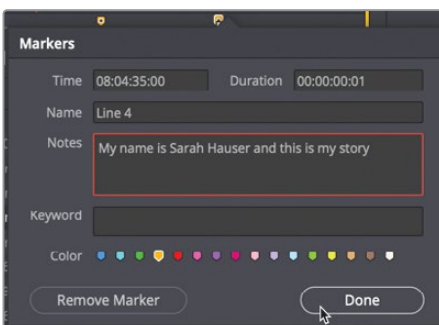 Markers
Time 08:04:35:00 Duration 00:00:00:01
Name Line 4
Notes My name is Sarah Hauser and this is my story
Keyword
Color
Remove Marker Done